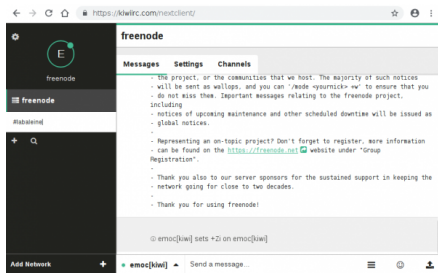 https://kiwiirc.com/nextclient/
E
freenode
freenode
#labaleine
Add Network
freenode
Messages Settings Channels
- the project, or the communities that we host. The majority of such notices
- will be sent as wallops, and you can '/mode <yournick> +w' to ensure that you
- do not miss them. Important messages relating to the freenode project,
including
- notices of upcoming maintenance and other scheduled downtime will be issued as
- global notices.
-
- Representing an on-topic project? Don't forget to register, more information
- can be found on the https://freenode.net website under "Group
Registration".
-
- Thank you also to our server sponsors for the sustained support in keeping the
- network going for close to two decades.
-
- Thank you for using freenode!
emoc[kiwi] sets +Zi on emoc[kiwi]
emoc[kiwi] Send a message...